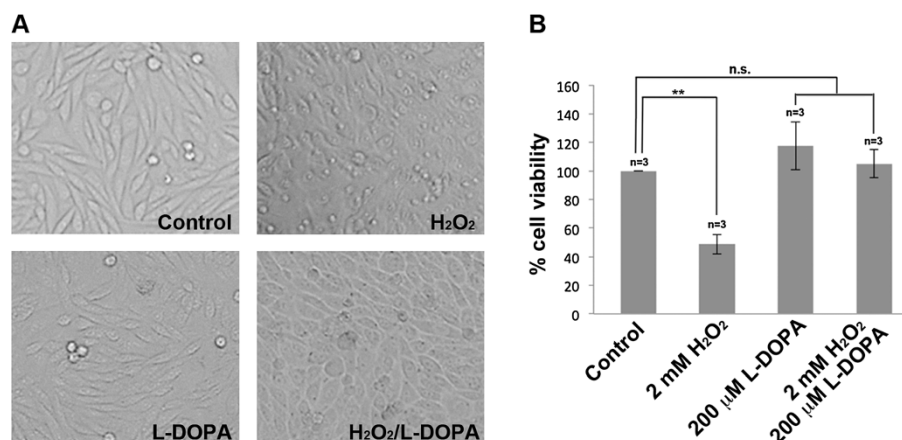 A
Control
H₂O₂
L-DOPA
H₂O₂/L-DOPA
B
n.s.
**
n=3
n=3
n=3
n=3
% cell viability
160
140
120
100
80
60
40
20
0
Control
2 mM H₂O₂
200 μM L-DOPA
2 mM H₂O₂
200 μM L-DOPA